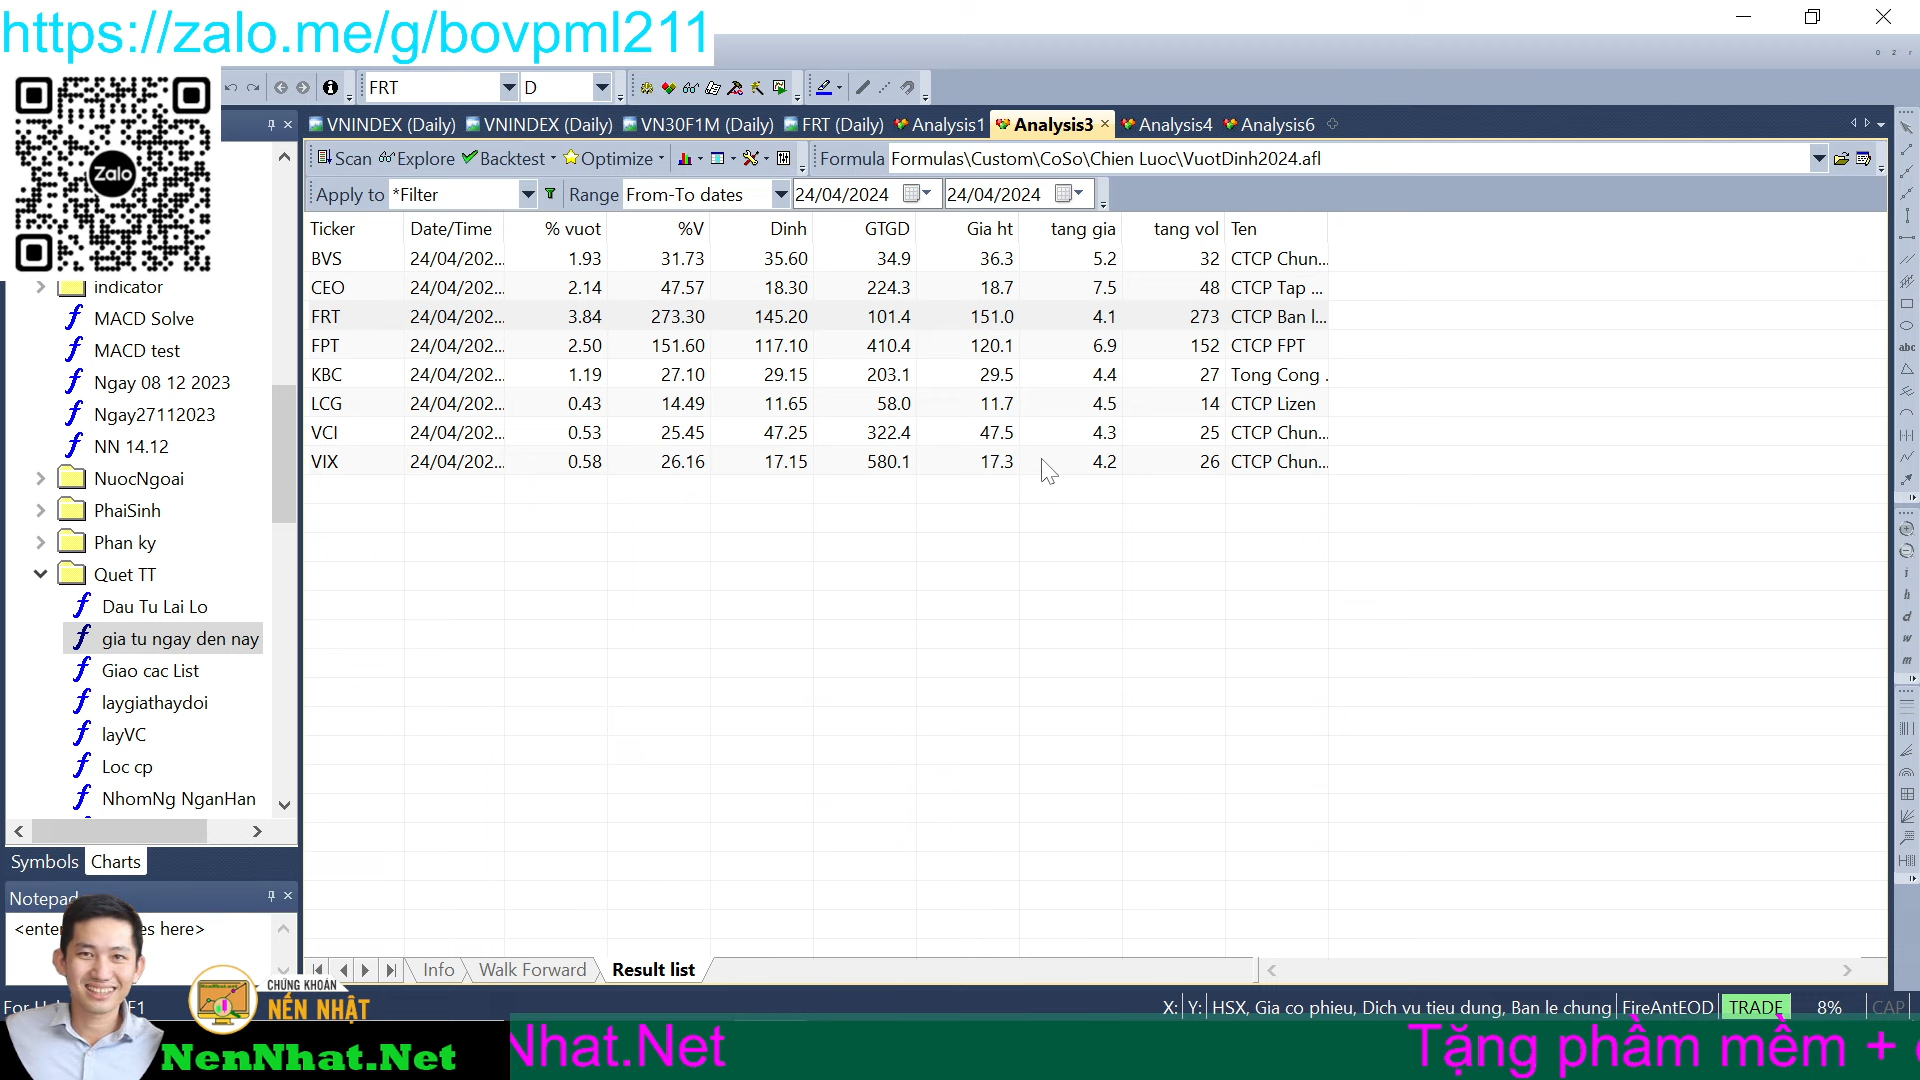 https://zalo.me/g/bovpml211
Zalo
FRT D
VNINDEX (Daily) VNINDEX (Daily) VN30F1M (Daily) FRT (Daily) Analysis1 Analysis3 Analysis4 Analysis6
Scan Explore Backtest Optimize Formula Formulas\Custom\CoSo\Chien Luoc\VuotDinh2024.afl
Apply to *Filter Range From-To dates 24/04/2024 24/04/2024
Ticker Date/Time % vuot %V Dinh GTGD Gia ht tang gia tang vol Ten
BVS 24/04/202... 1.93 31.73 35.60 34.9 36.3 5.2 32 CTCP Chun...
CEO 24/04/202... 2.14 47.57 18.30 224.3 18.7 7.5 48 CTCP Tap ...
FRT 24/04/202... 3.84 273.30 145.20 101.4 151.0 4.1 273 CTCP Ban l...
FPT 24/04/202... 2.50 151.60 117.10 410.4 120.1 6.9 152 CTCP FPT
KBC 24/04/202... 1.19 27.10 29.15 203.1 29.5 4.4 27 Tong Cong .
LCG 24/04/202... 0.43 14.49 11.65 58.0 11.7 4.5 14 CTCP Lizen
VCI 24/04/202... 0.53 25.45 47.25 322.4 47.5 4.3 25 CTCP Chun...
VIX 24/04/202... 0.58 26.16 17.15 580.1 17.3 4.2 26 CTCP Chun...
indicator
MACD Solve
MACD test
Ngay 08 12 2023
Ngay27112023
NN 14.12
NuocNgoai
PhaiSinh
Phan ky
Quet TT
Dau Tu Lai Lo
gia tu ngay den nay
Giao cac List
laygiathaydoi
layVC
Loc cp
NhomNg NganHan
Symbols Charts
Notepad
<enter es here>
Info Walk Forward Result list
For H F1
X: Y: HSX, Gia co phieu, Dich vu tieu dung, Ban le chung FireAntEOD TRADE 8% CAP
CHỨNG KHOÁN
NẾN NHẬT
NenNhat.Net
Nhat.Net
Tặng phầm mềm +
abc
i
h
d
w
m